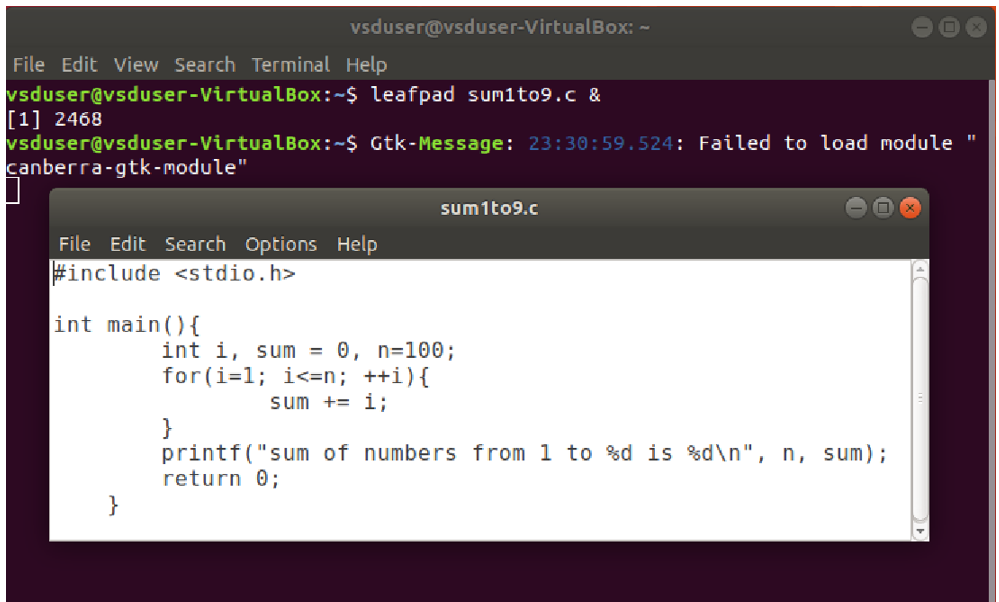 vsduser@vsduser-VirtualBox: ~
File Edit View Search Terminal Help
vsduser@vsduser-VirtualBox:~$ leafpad sum1to9.c &
[1] 2468
vsduser@vsduser-VirtualBox:~$ Gtk-Message: 23:30:59.524: Failed to load module "
canberra-gtk-module"
sum1to9.c
File Edit Search Options Help
#include <stdio.h>
int main(){
        int i, sum = 0, n=100;
        for(i=1; i<=n; ++i){
                sum += i;
        }
        printf("sum of numbers from 1 to %d is %d\n", n, sum);
        return 0;
    }